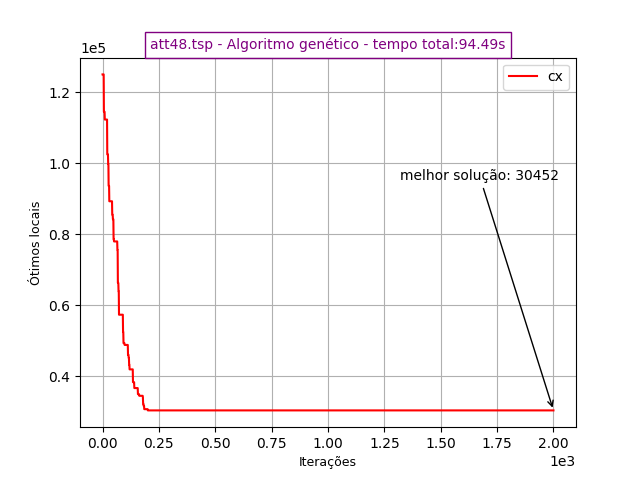 att48.tsp - Algoritmo genético - tempo total:94.49s
1e5
cx
1.2
1.0
melhor solução: 30452
0.8
Ótimos locais
0.6
0.4
0.00 0.25 0.50 0.75 1.00 1.25 1.50 1.75 2.00
Iterações
1e3